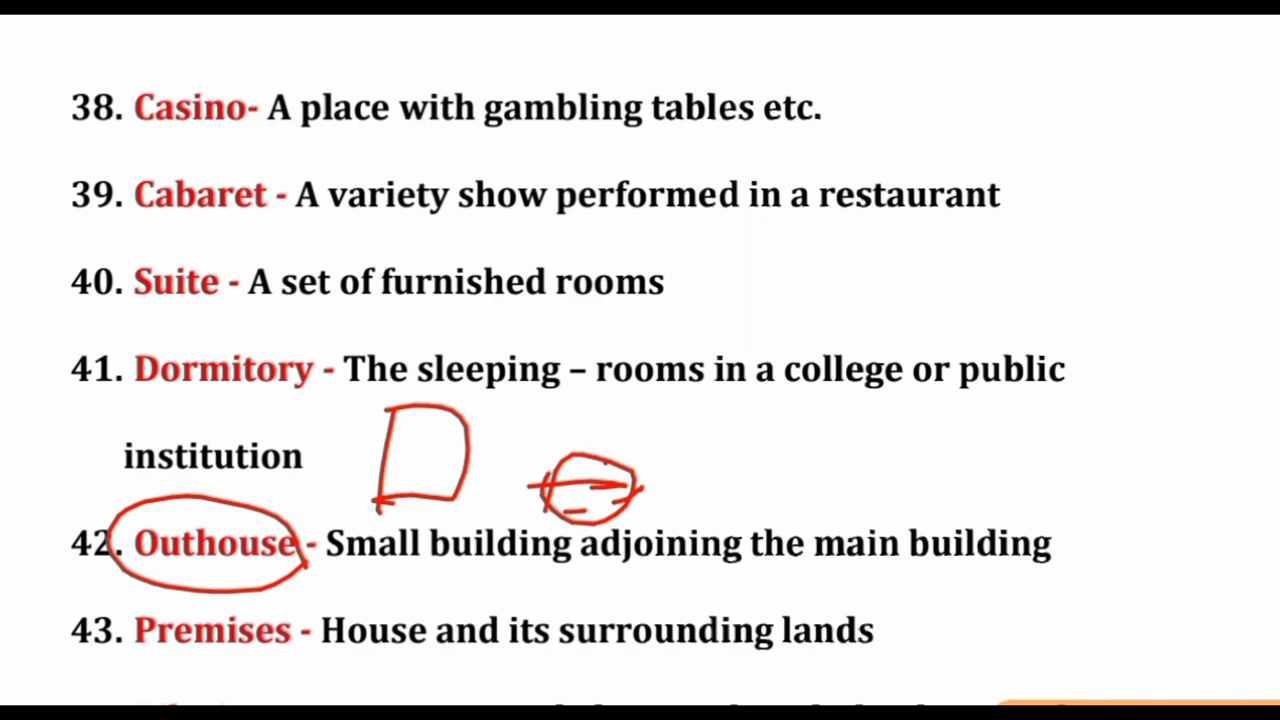 38. Casino- A place with gambling tables etc.
39. Cabaret - A variety show performed in a restaurant
40. Suite - A set of furnished rooms
41. Dormitory - The sleeping – rooms in a college or public
institution
42. Outhouse - Small building adjoining the main building
43. Premises - House and its surrounding lands